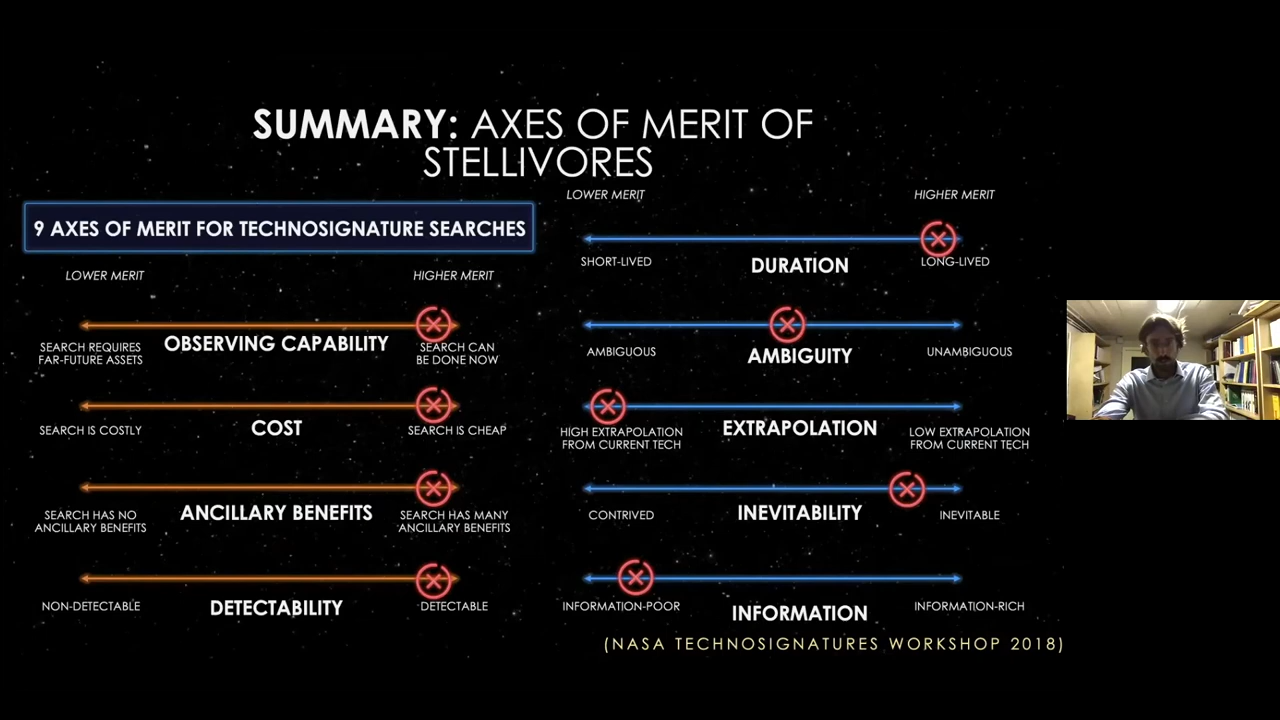 SUMMARY: AXES OF MERIT OF
STELLIVORES
9 AXES OF MERIT FOR TECHNOSIGNATURE SEARCHES
LOWER MERIT
HIGHER MERIT
OBSERVING CAPABILITY
SEARCH REQUIRES
FAR-FUTURE ASSETS
SEARCH CAN
BE DONE NOW
COST
SEARCH IS COSTLY
SEARCH IS CHEAP
ANCILLARY BENEFITS
SEARCH HAS NO
ANCILLARY BENEFITS
SEARCH HAS MANY
ANCILLARY BENEFITS
DETECTABILITY
NON-DETECTABLE
DETECTABLE
LOWER MERIT
HIGHER MERIT
SHORT-LIVED
DURATION
LONG-LIVED
AMBIGUOUS
AMBIGUITY
UNAMBIGUOUS
HIGH EXTRAPOLATION
FROM CURRENT TECH
EXTRAPOLATION
LOW EXTRAPOLATION
FROM CURRENT TECH
CONTRIVED
INEVITABILITY
INEVITABLE
INFORMATION-POOR
INFORMATION
INFORMATION-RICH
(NASA TECHNOSIGNATURES WORKSHOP 2018)